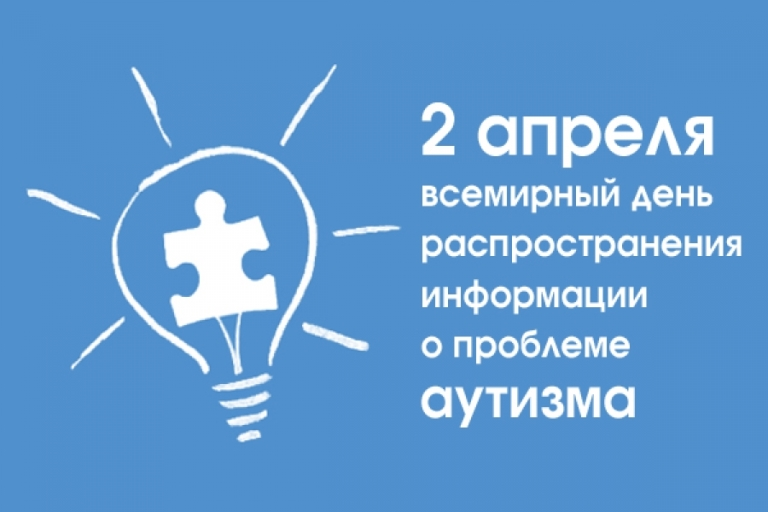 2 апреля
всемирный день
распространения
информации
о проблеме
аутизма